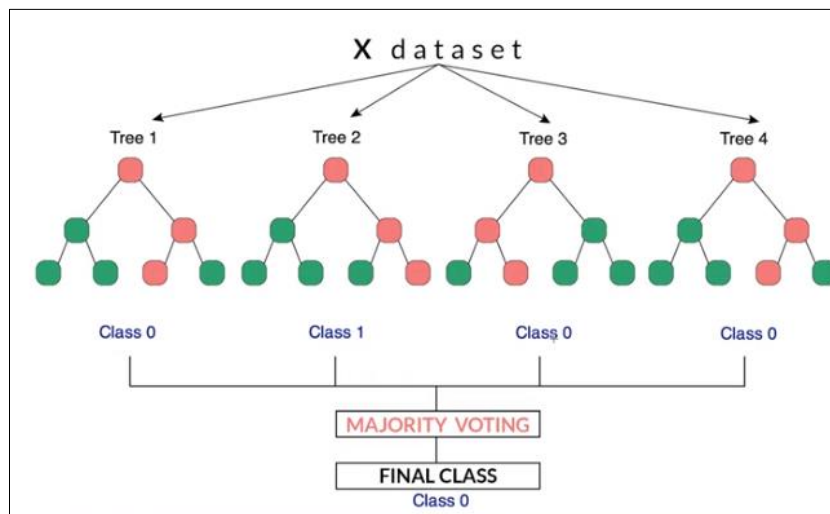 X dataset
Tree 1 Tree 2 Tree 3 Tree 4
Class 0 Class 1 Class 0 Class 0
MAJORITY VOTING
FINAL CLASS
Class 0